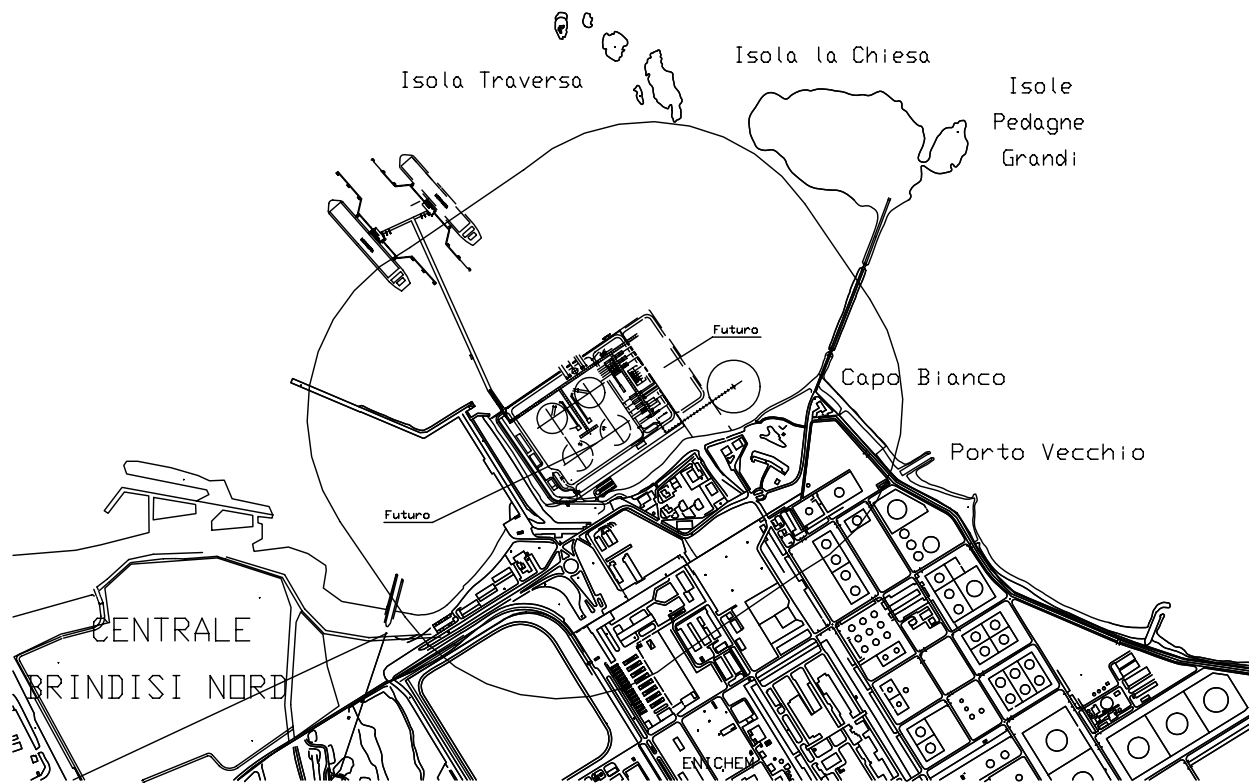 Isola Traversa
Isola la Chiesa
Isole
Pedagne
Grandi
Futuro
Capo Bianco
Porto Vecchio
Futuro
CENTRALE
BRINDISI NORD
ENICHEM